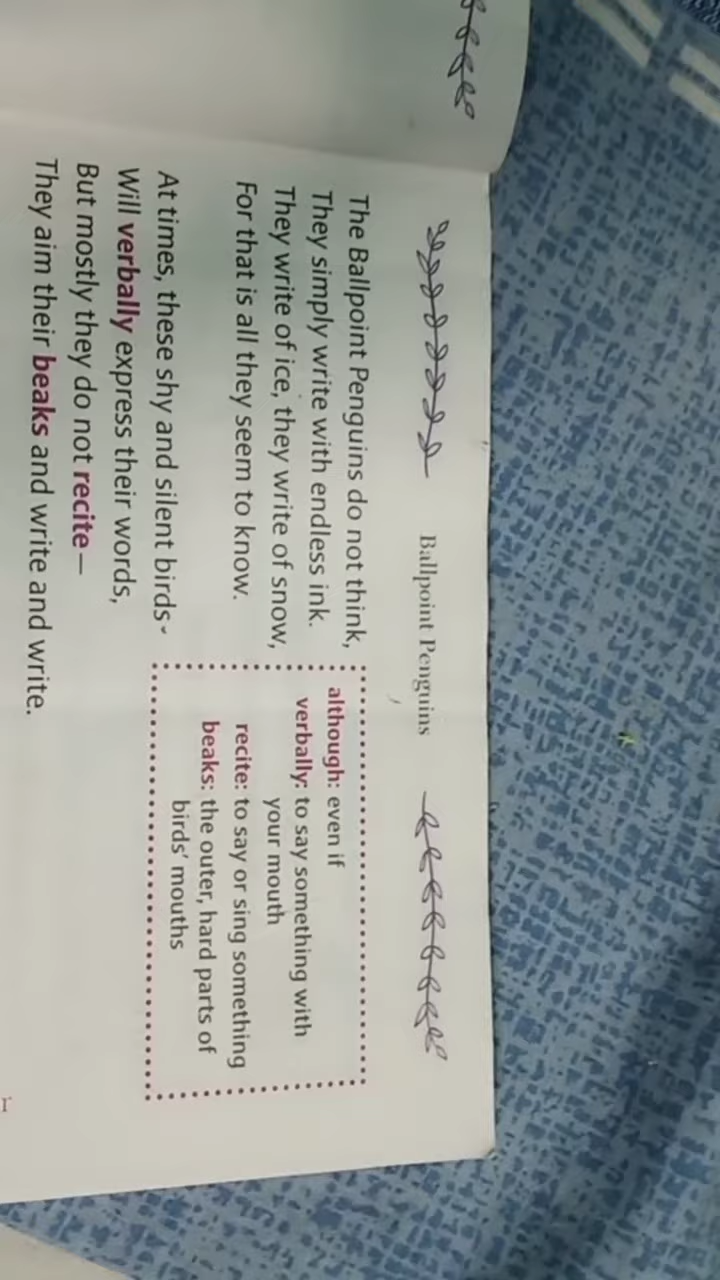 Ballpoint Penguins
The Ballpoint Penguins do not think,
They simply write with endless ink.
They write of ice, they write of snow,
For that is all they seem to know.
At times, these shy and silent birds-
Will verbally express their words,
But mostly they do not recite—
They aim their beaks and write and write.
although: even if
verbally: to say something with
your mouth
recite: to say or sing something
beaks: the outer, hard parts of
birds' mouths